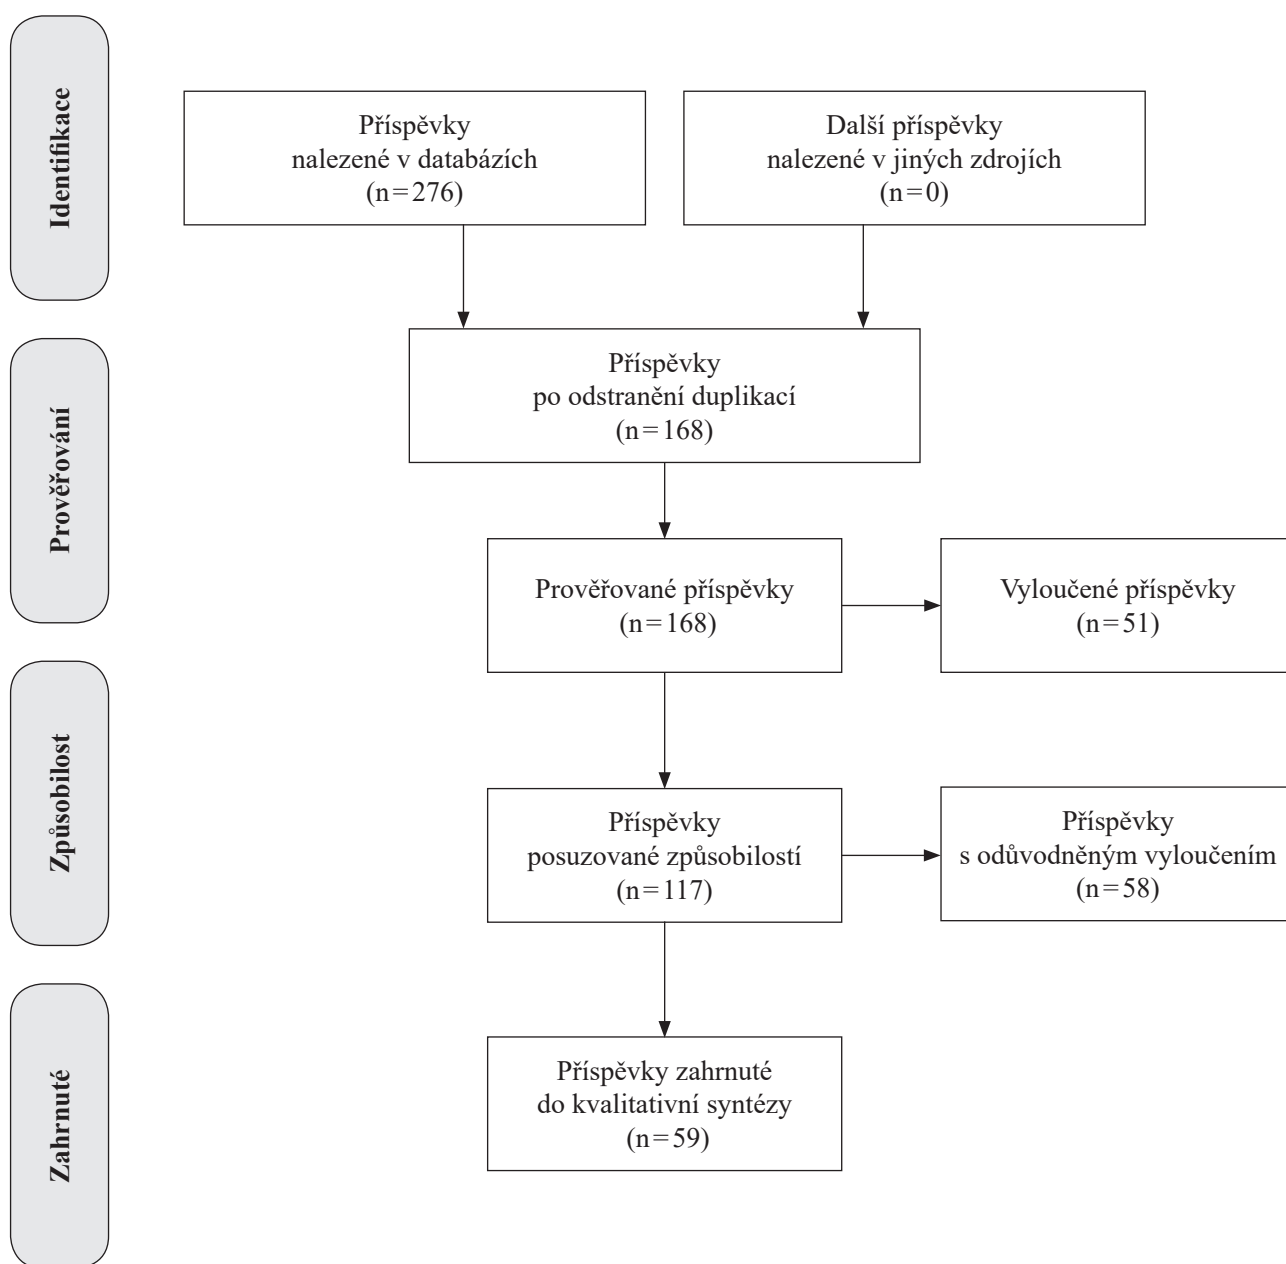 Identifikace
Příspěvky
nalezené v databázích
(n=276)
Další příspěvky
nalezené v jiných zdrojích
(n=0)
Prověřování
Příspěvky
po odstranění duplikací
(n=168)
Prověřované příspěvky
(n=168)
Vyloučené příspěvky
(n=51)
Způsobilost
Příspěvky
posuzované způsobilostí
(n=117)
Příspěvky
s odůvodněným vyloučením
(n=58)
Zahrnuté
Příspěvky zahrnuté
do kvalitativní syntézy
(n=59)